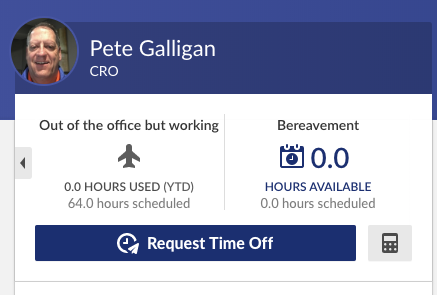 Pete Galligan
CRO
Out of the office but working
0.0 HOURS USED (YTD)
64.0 hours scheduled
Bereavement
0.0
HOURS AVAILABLE
0.0 hours scheduled
Request Time Off